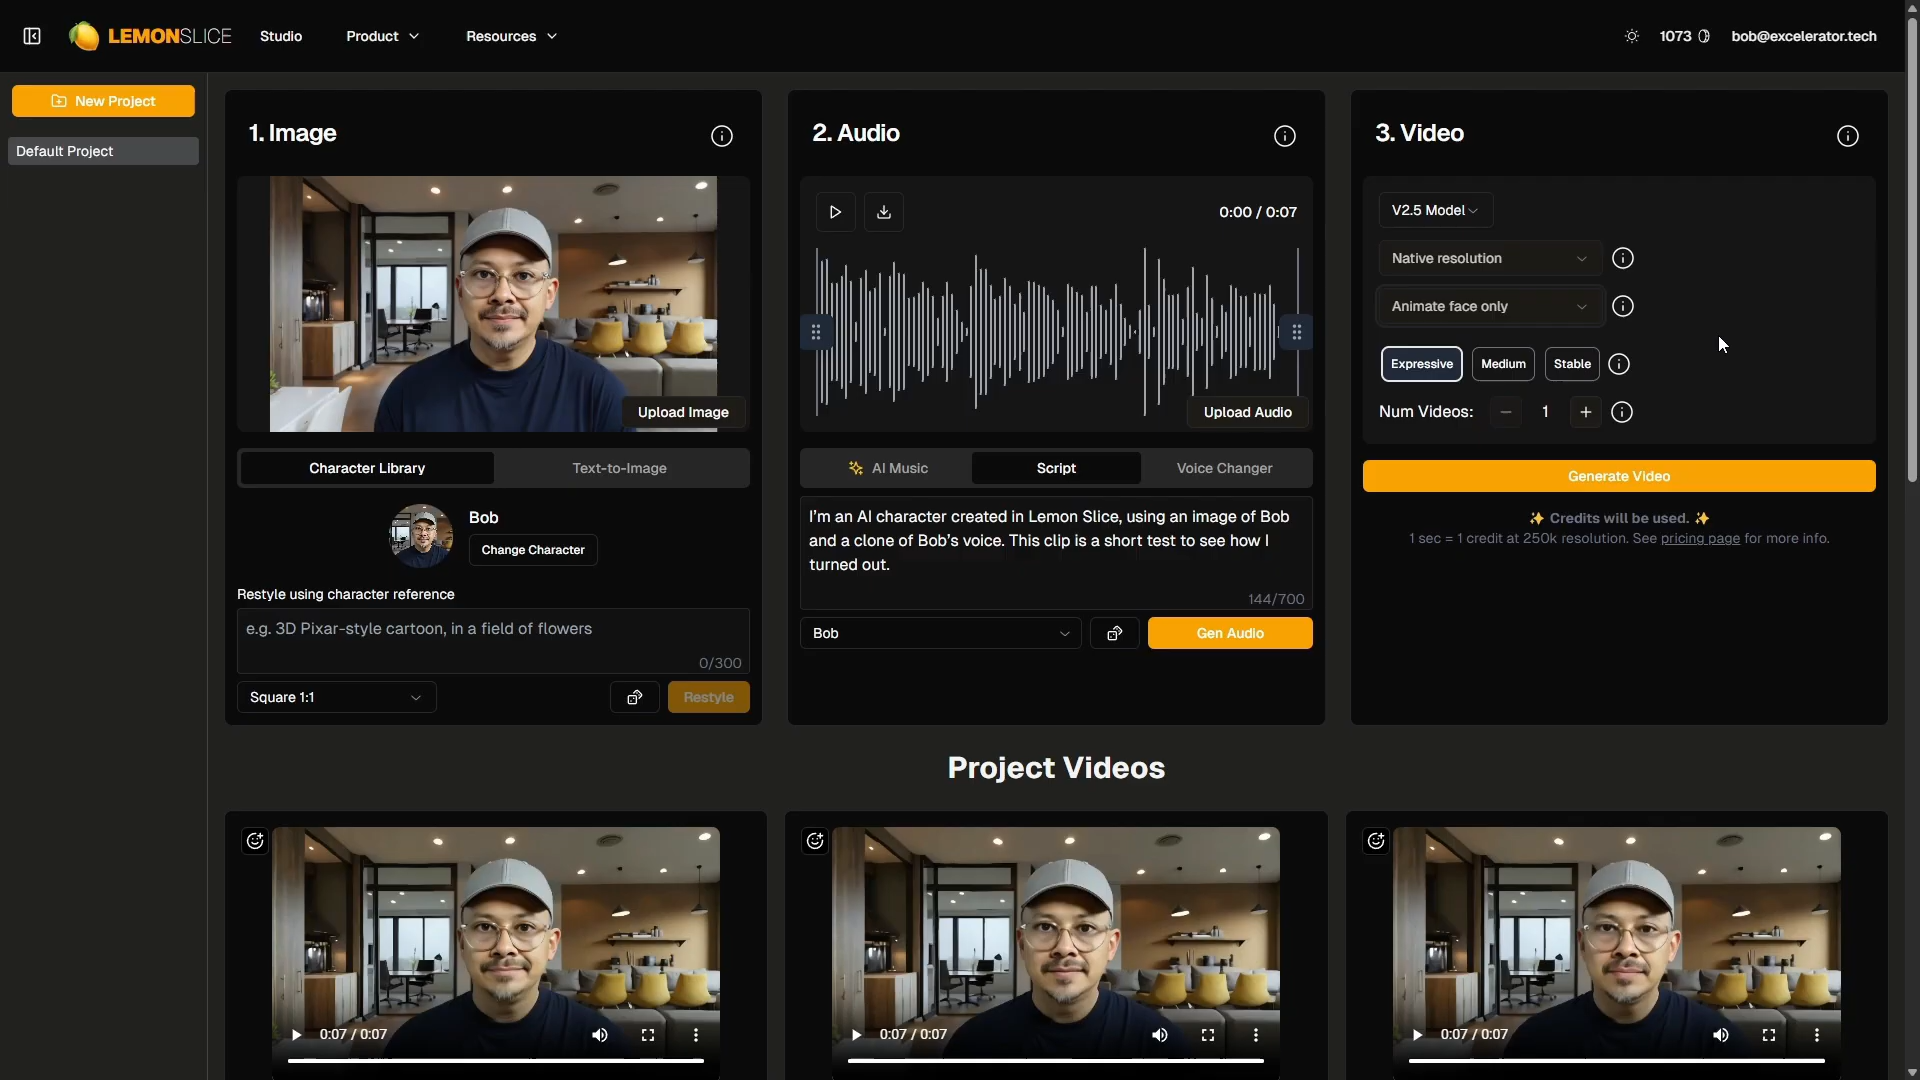 LEMONSLICE
Studio
Product
Resources
1073
bob@excelerator.tech
New Project
Default Project
1. Image
Upload Image
Character Library
Text-to-Image
Bob
Change Character
Restyle using character reference
e.g. 3D Pixar-style cartoon, in a field of flowers
0/300
Square 1:1
Restyle
2. Audio
0:00 / 0:07
Upload Audio
AI Music
Script
Voice Changer
I'm an AI character created in Lemon Slice, using an image of Bob
and a clone of Bob's voice. This clip is a short test to see how I
turned out.
144/700
Bob
Gen Audio
3. Video
V2.5 Model
Native resolution
Animate face only
Expressive
Medium
Stable
Num Videos:
1
Generate Video
✨ Credits will be used. ✨
1 sec = 1 credit at 250k resolution. See pricing page for more info.
Project Videos
0:07 / 0:07
0:07 / 0:07
0:07 / 0:07